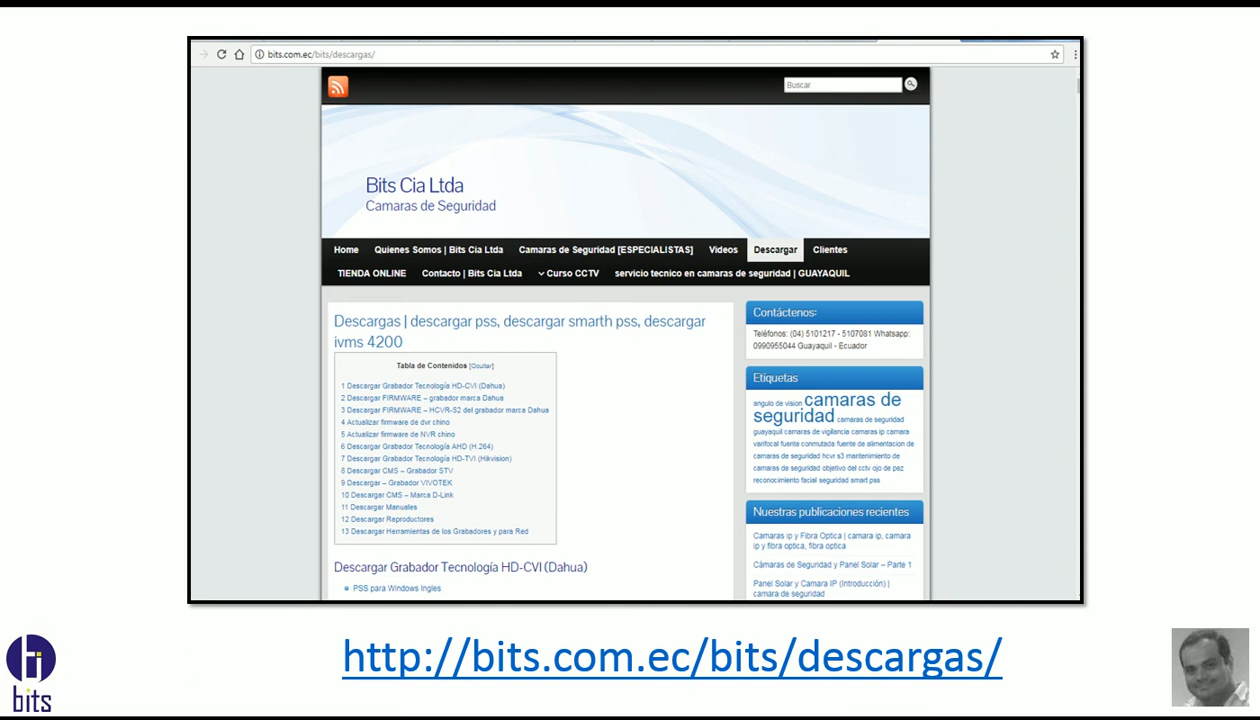 bits.com.ec/bits/descargas/
Buscar
Bits Cia Ltda
Camaras de Seguridad
Home Quienes Somos | Bits Cia Ltda Camaras de Seguridad [ESPECIALISTAS] Videos Descargar Clientes
TIENDA ONLINE Contacto | Bits Cia Ltda Curso CCTV servicio tecnico en camaras de seguridad | GUAYAQUIL
Descargas | descargar pss, descargar smarth pss, descargar
ivms 4200
Tabla de Contenidos [Ocultar]
1 Descargar Grabador Tecnología HD-CVI (Dahua)
2 Descargar FIRMWARE – grabador marca Dahua
3 Descargar FIRMWARE – HCVR-S2 del grabador marca Dahua
4 Actualizar firmware de dvr chino
5 Actualizar firmware de NVR chino
6 Descargar Grabador Tecnología AHD (H.264)
7 Descargar Grabador Tecnología HD-TVI (Hikvision)
8 Descargar CMS – Grabador STV
9 Descargar – Grabador VIVOTEK
10 Descargar CMS – Marca D-Link
11 Descargar Manuales
12 Descargar Reproductores
13 Descargar Herramientas de los Grabadores y para Red
Descargar Grabador Tecnología HD-CVI (Dahua)
PSS para Windows Ingles
Contáctenos:
Teléfonos: (04) 5101217 - 5107081 Whatsapp:
0990955044 Guayaquil - Ecuador
Etiquetas
angulo de vision camaras de
seguridad camaras de seguridad
guayaquil camaras de vigilancia camaras ip camara
varifocal fuente conmutada fuente de alimentacion de
camaras de seguridad hcvr s3 mantenimiento de
camaras de seguridad objetivo del cctv ojo de pez
reconocimiento facial seguridad smart pss
Nuestras publicaciones recientes
Camaras ip y Fibra Optica | camara ip, camara
ip y fibra optica, fibra optica
Cámaras de Seguridad y Panel Solar – Parte 1
Panel Solar y Camara IP (Introducción) |
camara de seguridad
http://bits.com.ec/bits/descargas/
bits